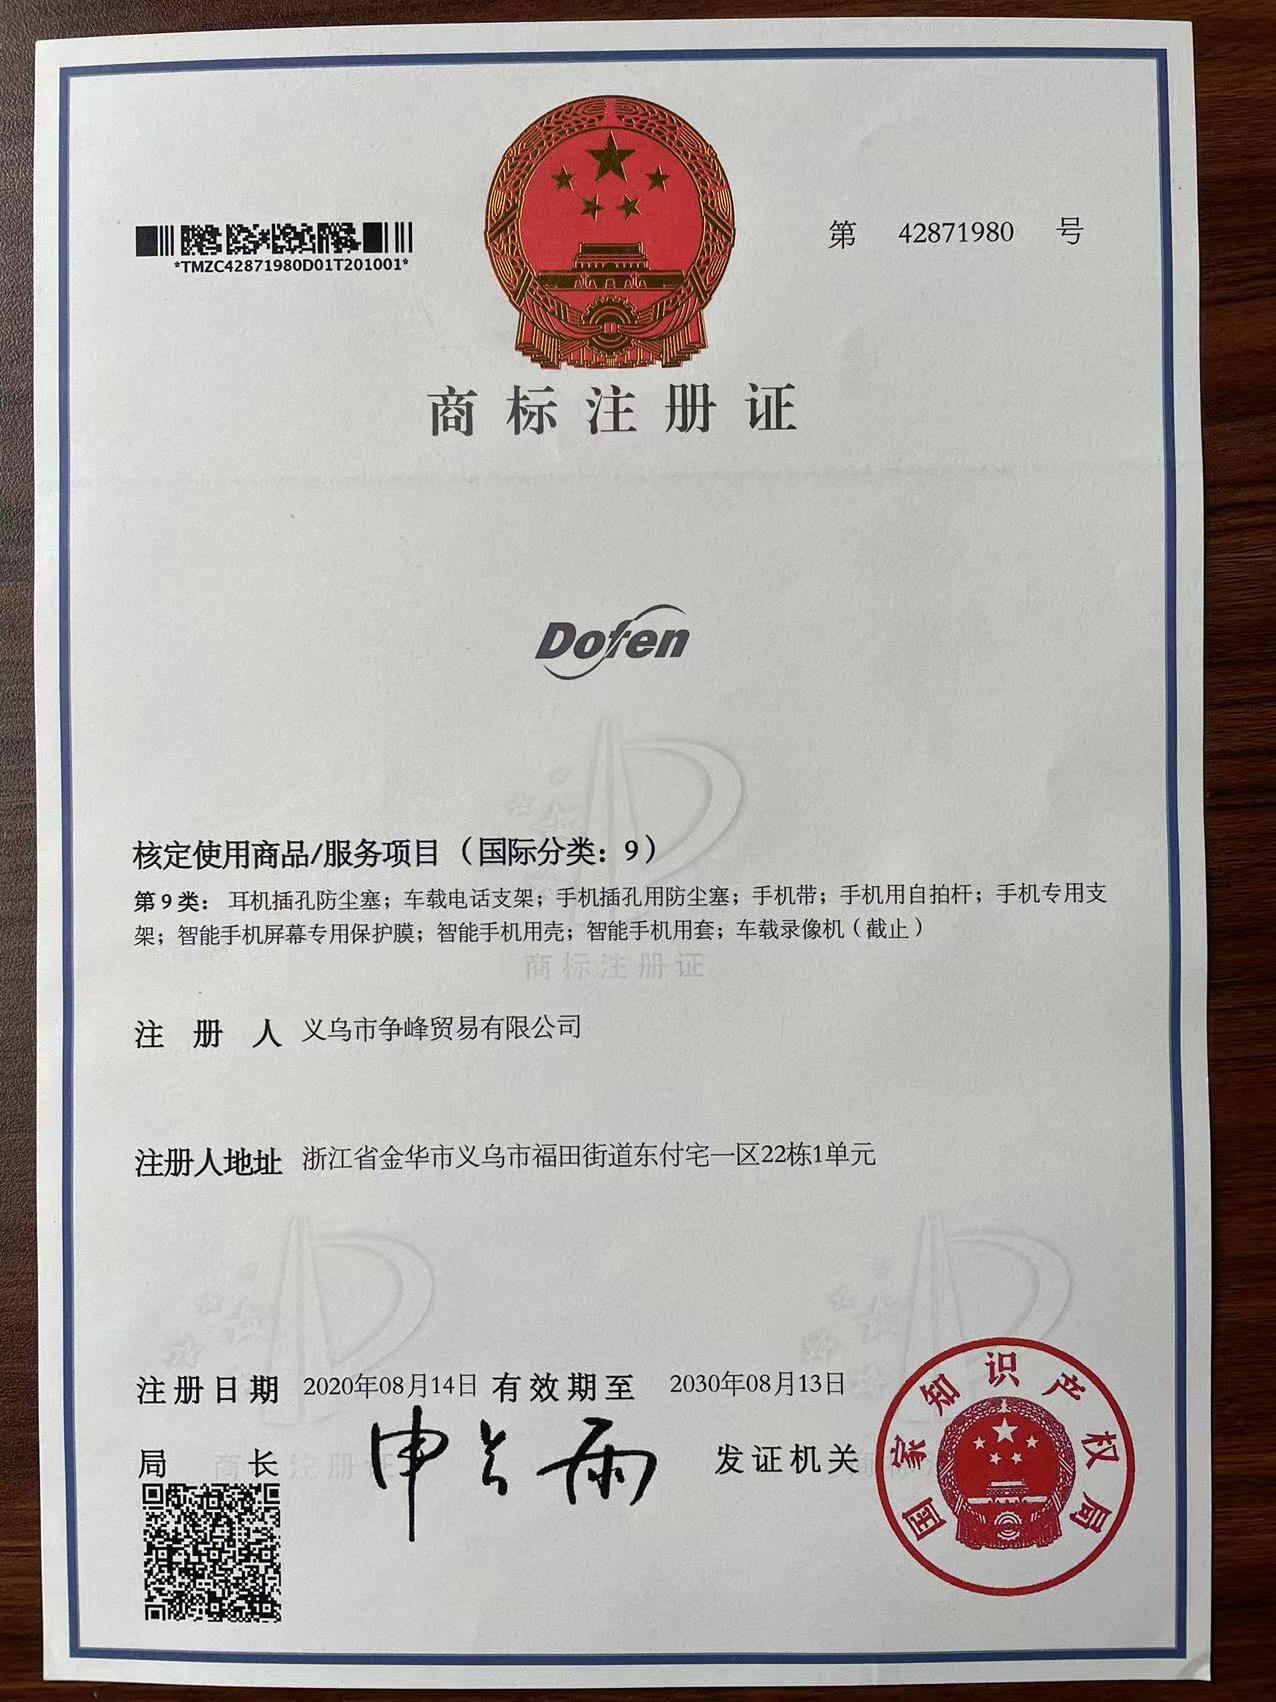 第 42871980 号
*TMZC42871980D01T201001*
商标注册证
Dofen
核定使用商品/服务项目（国际分类：9）
第9类： 耳机插孔防尘塞；车载电话支架；手机插孔用防尘塞；手机带；手机用自拍杆；手机专用支
架；智能手机屏幕专用保护膜；智能手机用壳；智能手机用套；车载录像机（截止）
商标注册证
注册人 义乌市争峰贸易有限公司
注册人地址 浙江省金华市义乌市福田街道东付宅一区22栋1单元
注册日期 2020年08月14日 有效期至 2030年08月13日
局长 申长雨 发证机关
国家知识产权局